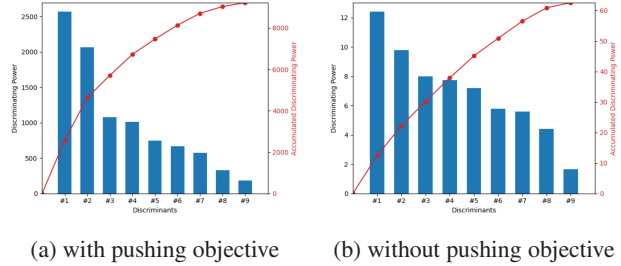 2500
2000
1500
1000
500
0
Discriminating Power
8000
6000
4000
2000
0
Accumulated Discriminating Power
#1 #2 #3 #4 #5 #6 #7 #8 #9
Discriminants
(a) with pushing objective
12
10
8
6
4
2
0
Discriminating Power
60
50
40
30
20
10
0
Accumulated Discriminating Power
#1 #2 #3 #4 #5 #6 #7 #8 #9
Discriminants
(b) without pushing objective